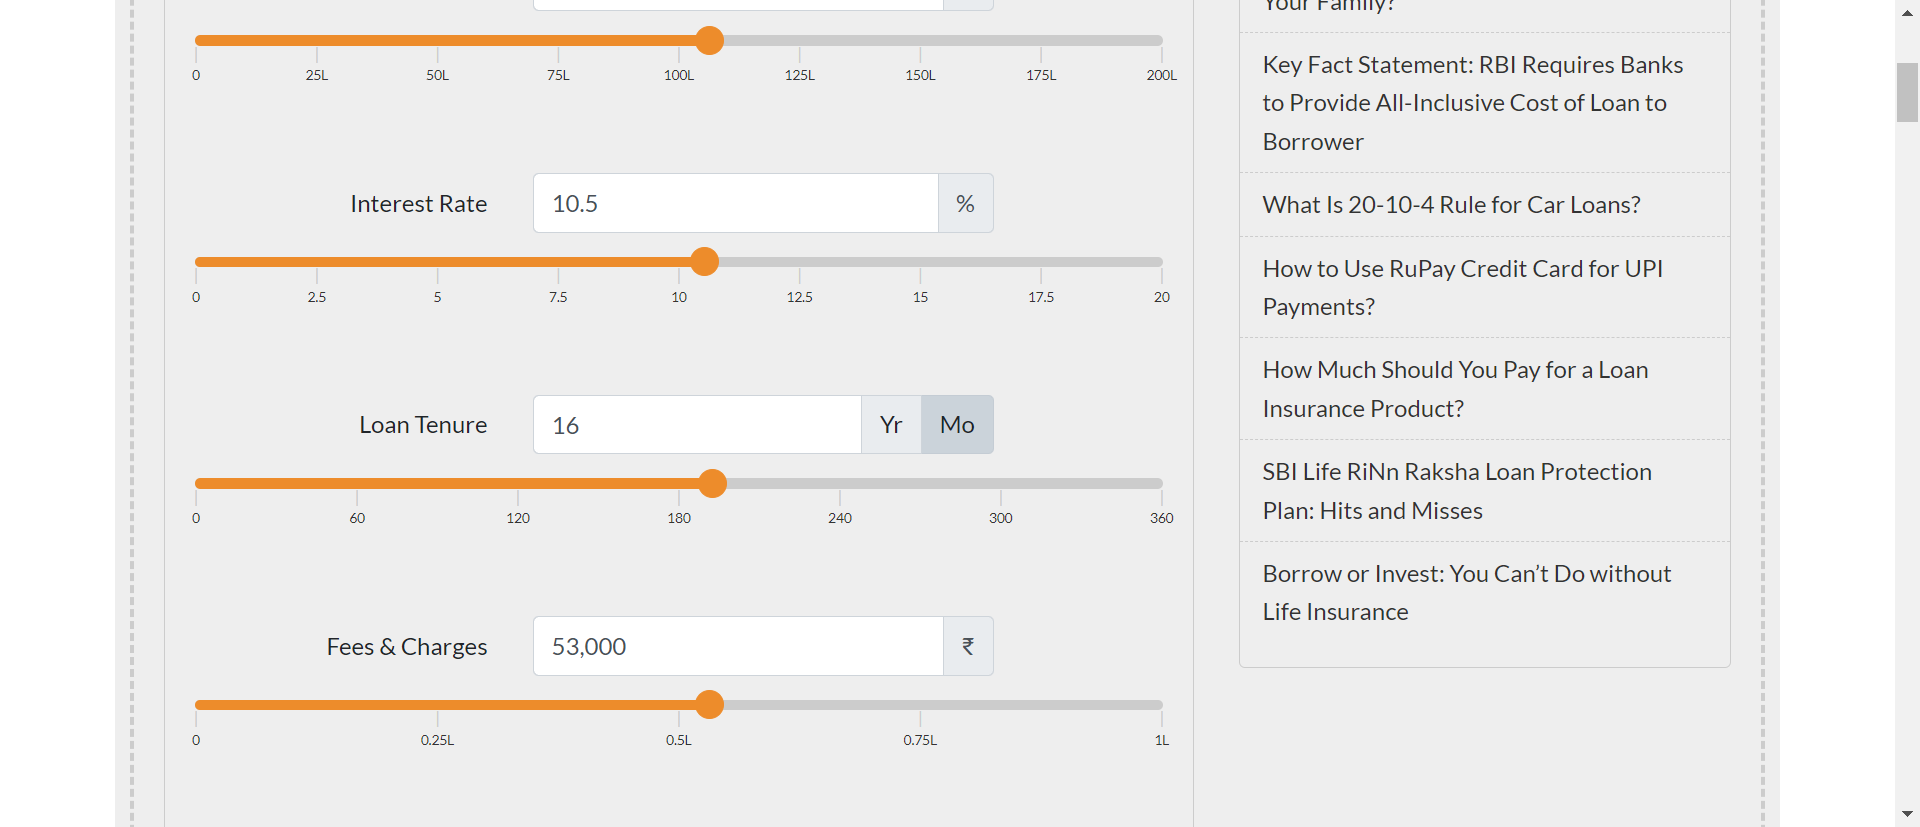 0 25L 50L 75L 100L 125L 150L 175L 200L
Interest Rate 10.5 %
0 2.5 5 7.5 10 12.5 15 17.5 20
Loan Tenure 16 Yr Mo
0 60 120 180 240 300 360
Fees & Charges 53,000 ₹
0 0.25L 0.5L 0.75L 1L
Your Family?
Key Fact Statement: RBI Requires Banks
to Provide All-Inclusive Cost of Loan to
Borrower
What Is 20-10-4 Rule for Car Loans?
How to Use RuPay Credit Card for UPI
Payments?
How Much Should You Pay for a Loan
Insurance Product?
SBI Life RiNn Raksha Loan Protection
Plan: Hits and Misses
Borrow or Invest: You Can’t Do without
Life Insurance